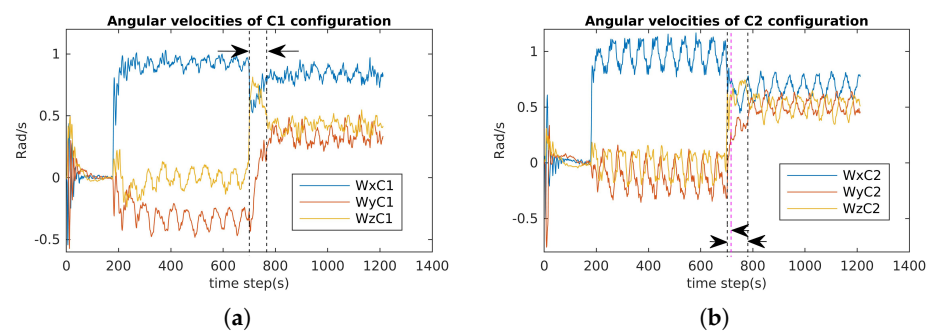 Angular velocities of C1 configuration
1
0.5
0
-0.5
Rad/s
WxC1
WyC1
WzC1
0 200 400 600 800 1000 1200 1400
time step(s)
(a)
Angular velocities of C2 configuration
1
0.5
0
-0.5
Rad/s
WxC2
WyC2
WzC2
0 200 400 600 800 1000 1200 1400
time step(s)
(b)